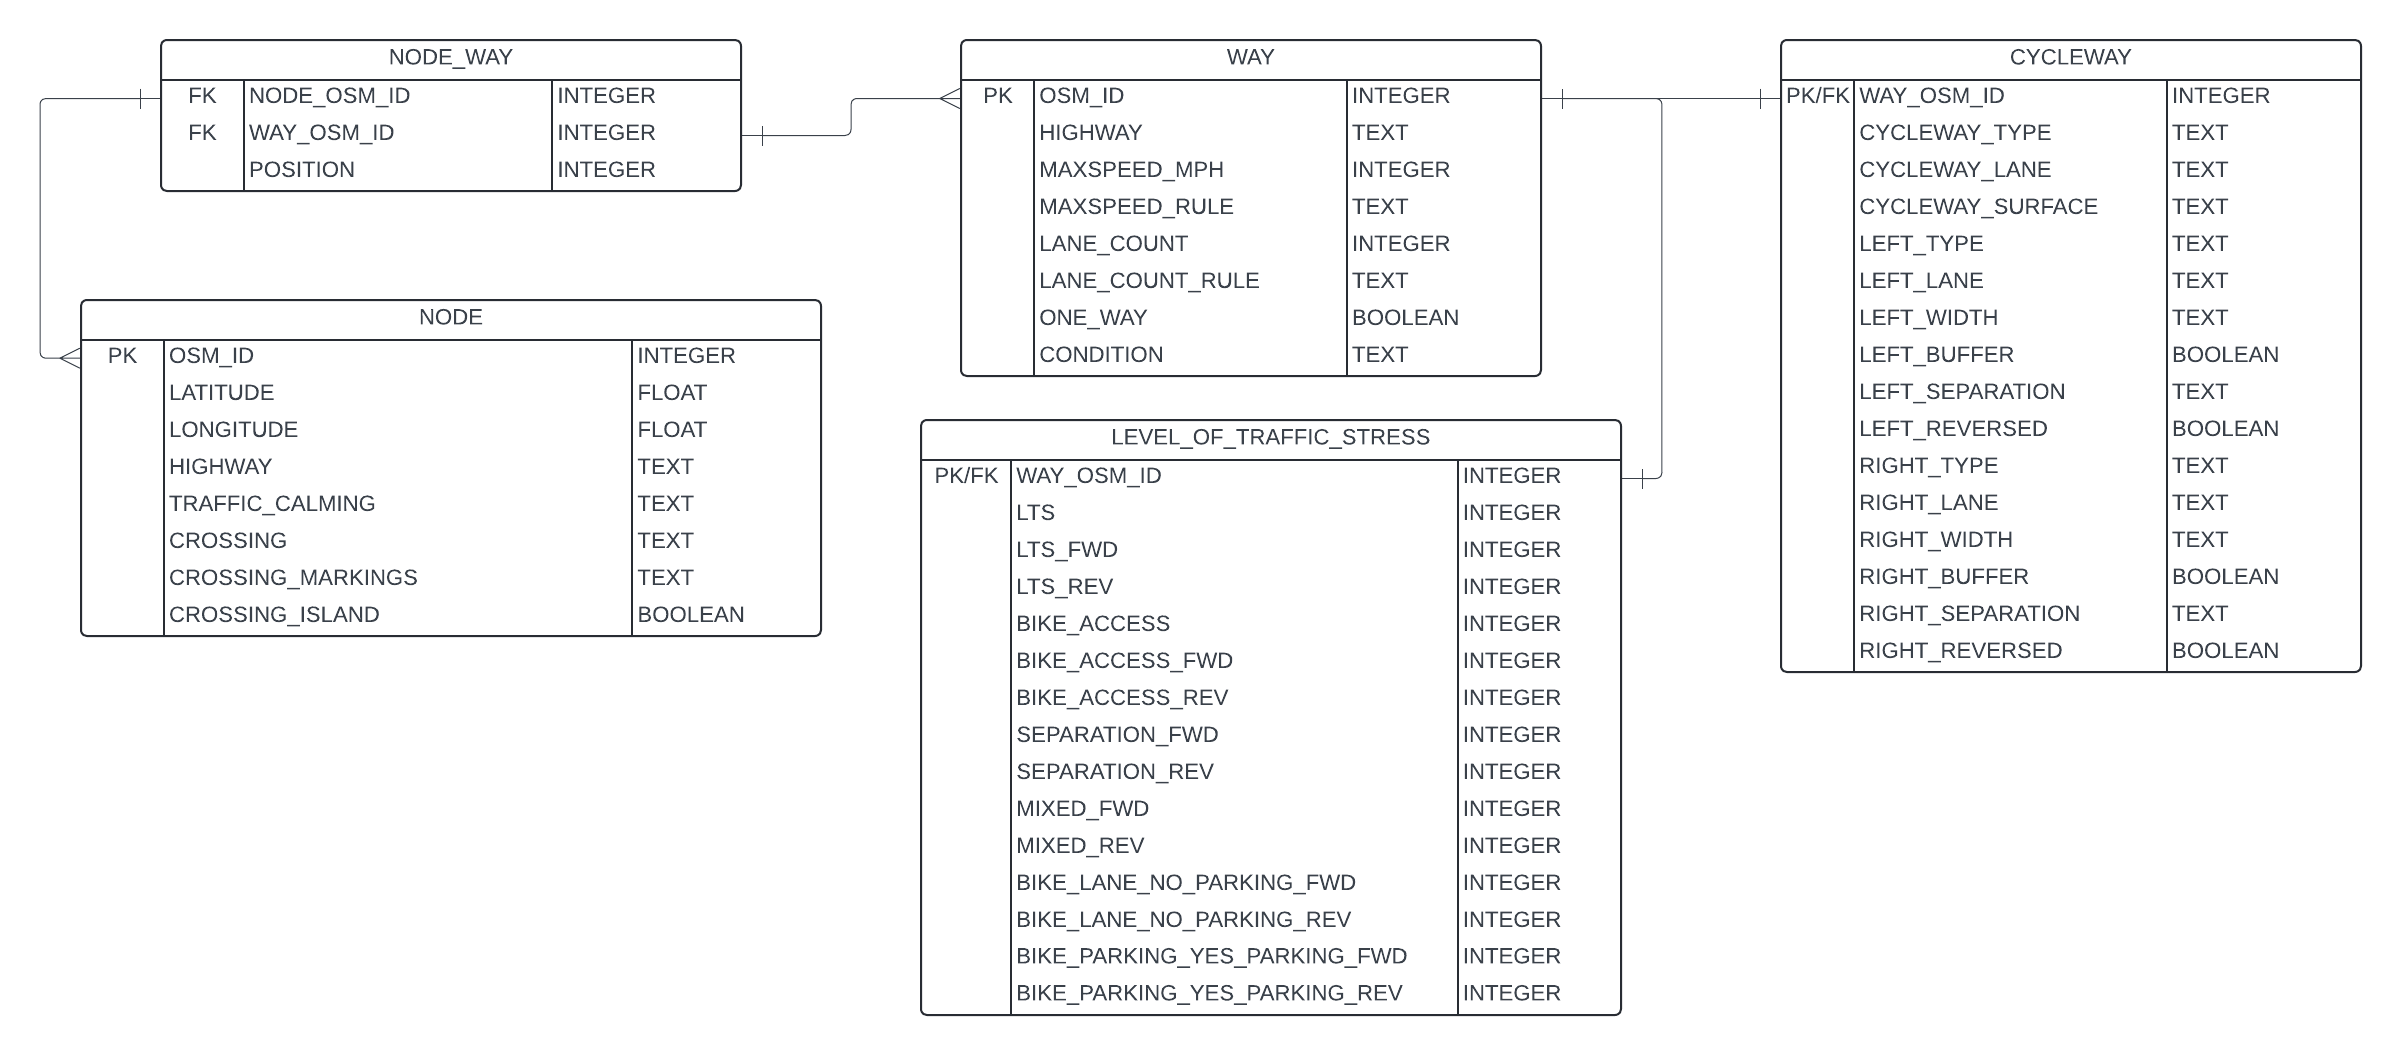 NODE_WAY
FK NODE_OSM_ID INTEGER
FK WAY_OSM_ID INTEGER
POSITION INTEGER
NODE
PK OSM_ID INTEGER
LATITUDE FLOAT
LONGITUDE FLOAT
HIGHWAY TEXT
TRAFFIC_CALMING TEXT
CROSSING TEXT
CROSSING_MARKINGS TEXT
CROSSING_ISLAND BOOLEAN
WAY
PK OSM_ID INTEGER
HIGHWAY TEXT
MAXSPEED_MPH INTEGER
MAXSPEED_RULE TEXT
LANE_COUNT INTEGER
LANE_COUNT_RULE TEXT
ONE_WAY BOOLEAN
CONDITION TEXT
LEVEL_OF_TRAFFIC_STRESS
PK/FK WAY_OSM_ID INTEGER
LTS INTEGER
LTS_FWD INTEGER
LTS_REV INTEGER
BIKE_ACCESS INTEGER
BIKE_ACCESS_FWD INTEGER
BIKE_ACCESS_REV INTEGER
SEPARATION_FWD INTEGER
SEPARATION_REV INTEGER
MIXED_FWD INTEGER
MIXED_REV INTEGER
BIKE_LANE_NO_PARKING_FWD INTEGER
BIKE_LANE_NO_PARKING_REV INTEGER
BIKE_PARKING_YES_PARKING_FWD INTEGER
BIKE_PARKING_YES_PARKING_REV INTEGER
CYCLEWAY
PK/FK WAY_OSM_ID INTEGER
CYCLEWAY_TYPE TEXT
CYCLEWAY_LANE TEXT
CYCLEWAY_SURFACE TEXT
LEFT_TYPE TEXT
LEFT_LANE TEXT
LEFT_WIDTH TEXT
LEFT_BUFFER BOOLEAN
LEFT_SEPARATION TEXT
LEFT_REVERSED BOOLEAN
RIGHT_TYPE TEXT
RIGHT_LANE TEXT
RIGHT_WIDTH TEXT
RIGHT_BUFFER BOOLEAN
RIGHT_SEPARATION TEXT
RIGHT_REVERSED BOOLEAN